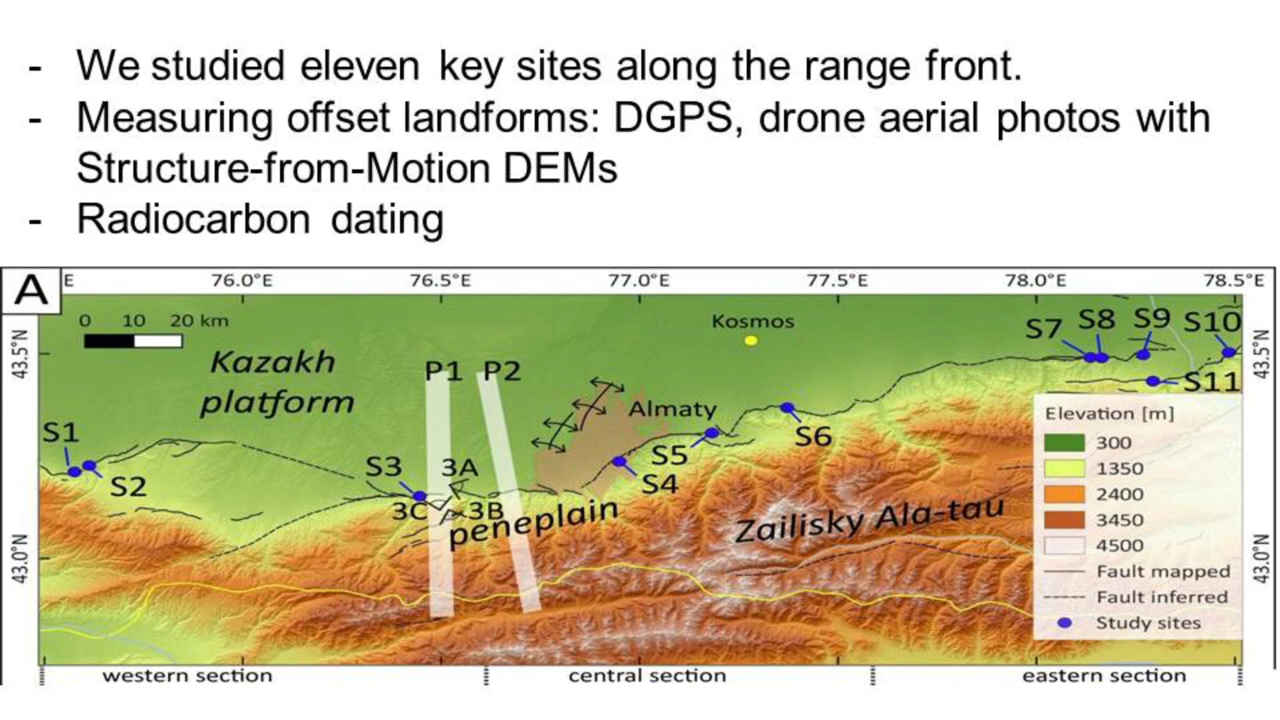 - We studied eleven key sites along the range front.
- Measuring offset landforms: DGPS, drone aerial photos with
Structure-from-Motion DEMs
- Radiocarbon dating
A
E 76.0°E 76.5°E 77.0°E 77.5°E 78.0°E 78.5°E
0 10 20 km
Kosmos
S7 S8 S9 S10
43.5°N
43.5°N
Kazakh
platform
P1 P2
S11
Almaty
Elevation [m]
S1
S2
S3
3A
S5
S6
S4
3C
3B
peneplain
Zailisky Ala-tau
300
1350
2400
3450
4500
Fault mapped
Fault inferred
Study sites
43.0°N
43.0°N
western section
central section
eastern section